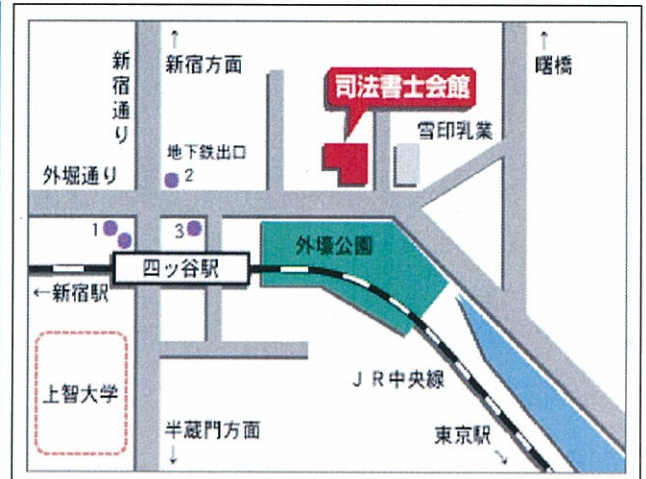 新宿通り
↑
新宿方面
司法書士会館
↑
曙橋
雪印乳業
地下鉄出口
2
外堀通り
1
3
外壕公園
四ッ谷駅
←新宿駅
上智大学
JR中央線
半蔵門方面
↓
東京駅
↘